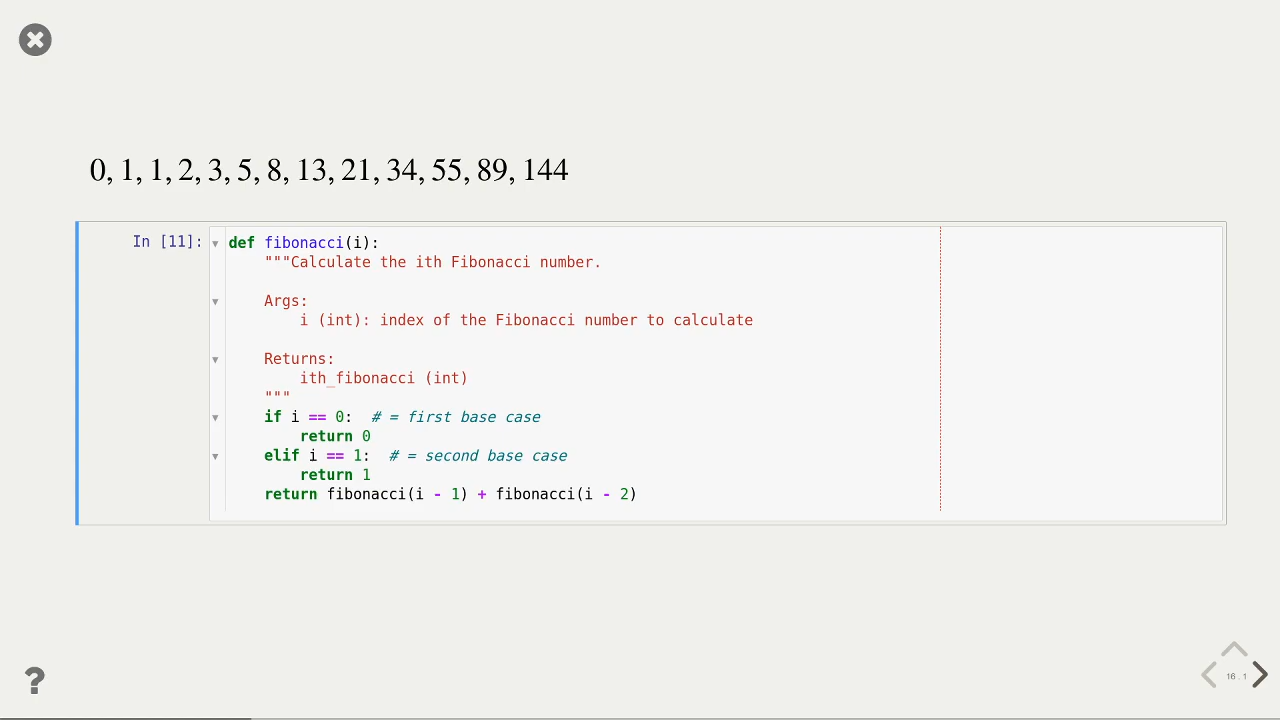 0, 1, 1, 2, 3, 5, 8, 13, 21, 34, 55, 89, 144
In [11]: def fibonacci(i):
    """Calculate the ith Fibonacci number.
    Args:
        i (int): index of the Fibonacci number to calculate
    Returns:
        ith_fibonacci (int)
    """
    if i == 0:  # = first base case
        return 0
    elif i == 1:  # = second base case
        return 1
    return fibonacci(i - 1) + fibonacci(i - 2)
?
16 . 1